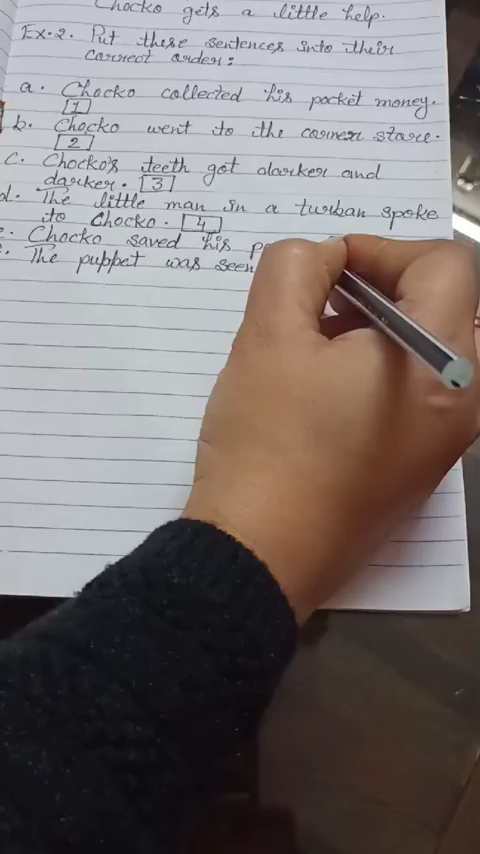 Chocko gets a little help.
Ex. 2. Put these sentences into their
correct order:
a. Chocko collected his pocket money.
[1]
b. Chocko went to the corner store.
[2]
c. Chocko's teeth got darker and
darker. [3]
d. The little man in a turban spoke
to Chocko. [4]
Chocko saved his
The puppet was seen